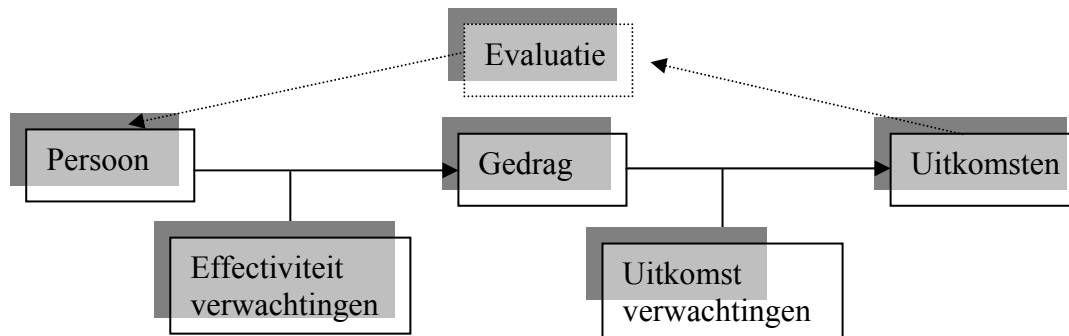 Evaluatie
Persoon
Gedrag
Uitkomsten
Effectiviteit
verwachtingen
Uitkomst
verwachtingen